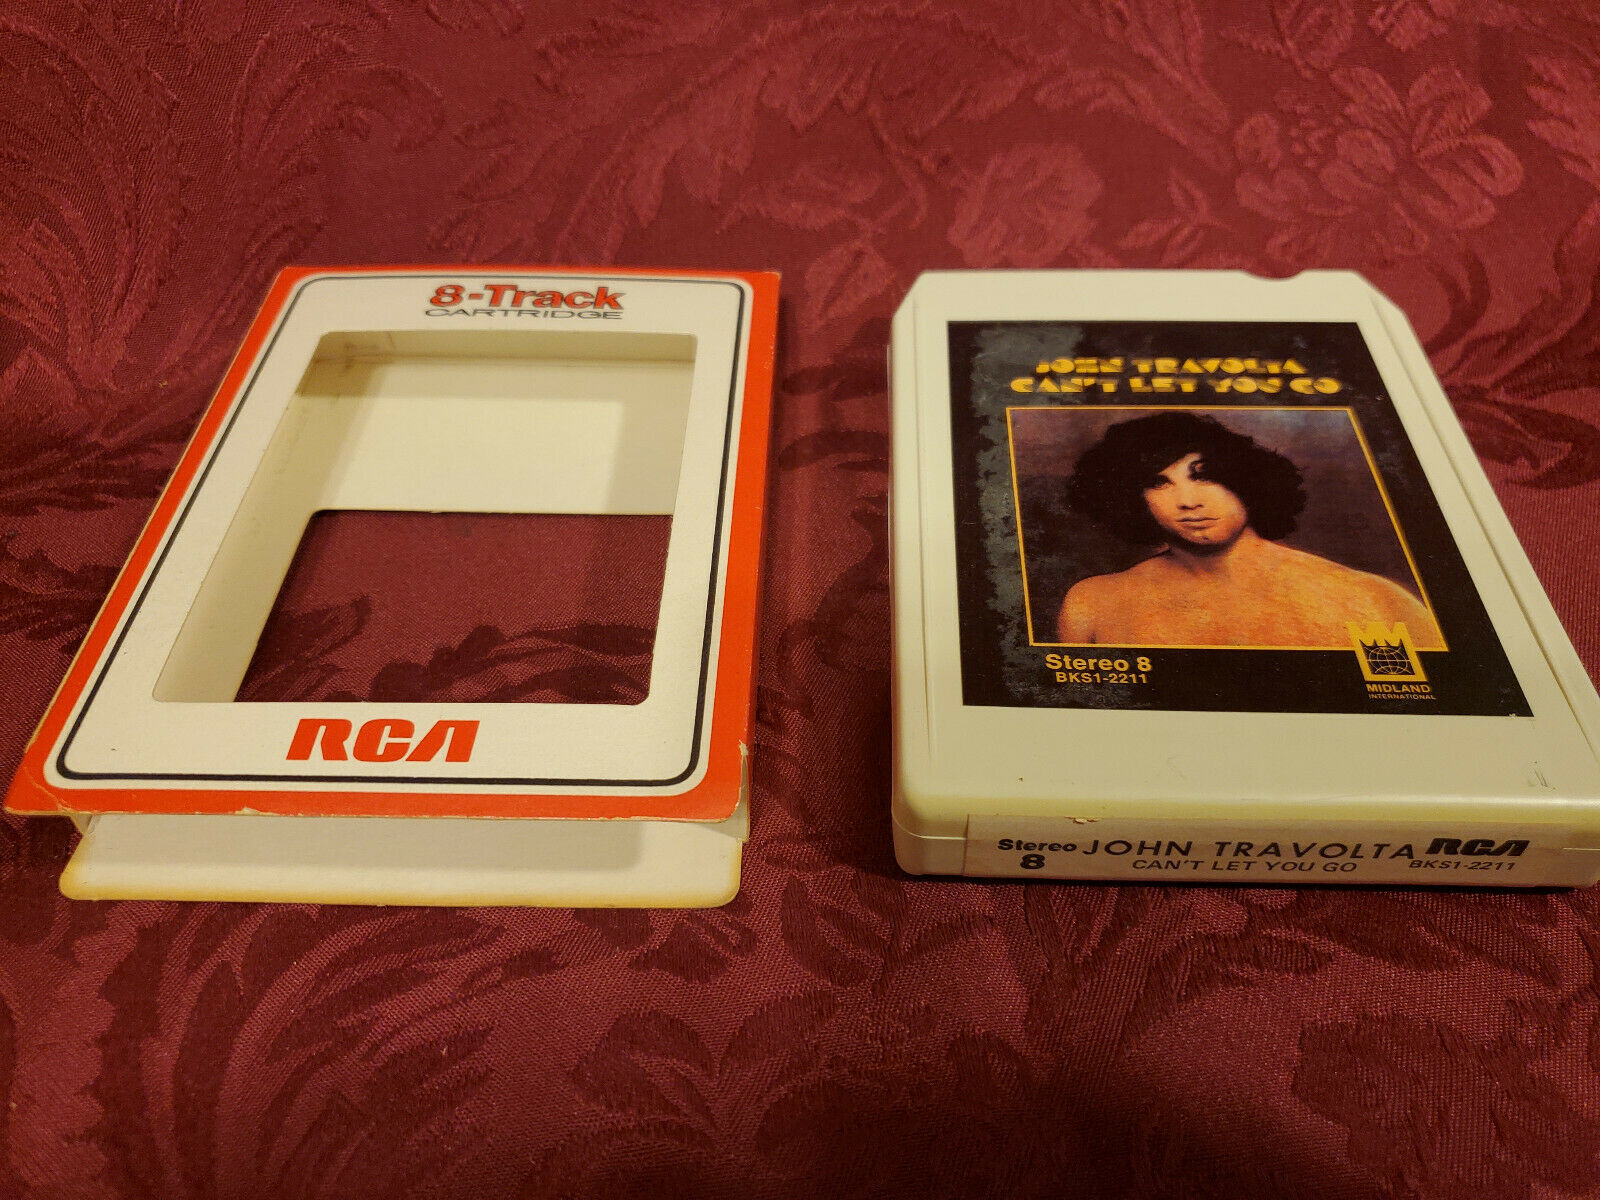 8-Track
CARTRIDGE
RCA
JOHN TRAVOLTA
CAN'T LET YOU GO
Stereo 8
BKS1-2211
MIDLAND
INTERNATIONAL
Stereo 8 JOHN TRAVOLTA RCA
CAN'T LET YOU GO BKS1-2211